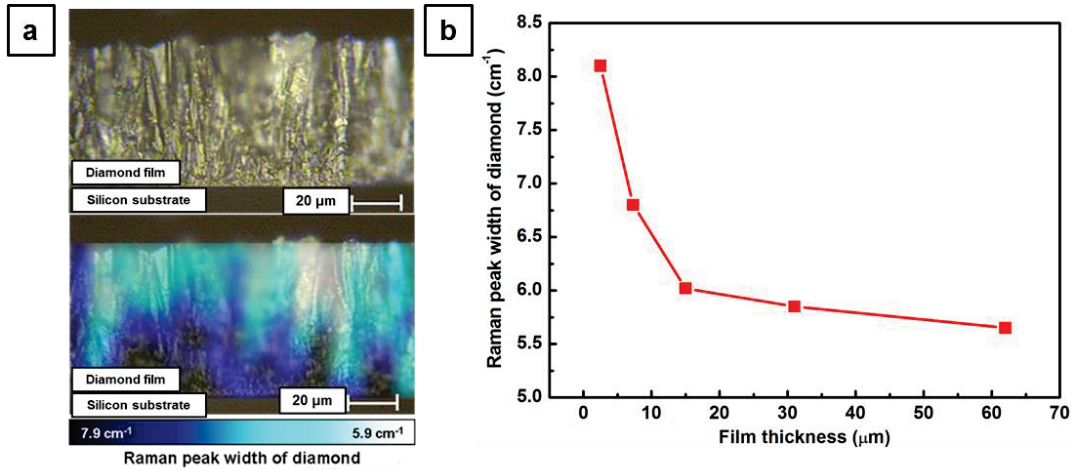 a
Diamond film
Silicon substrate
20 μm
Diamond film
Silicon substrate
20 μm
7.9 cm⁻¹
5.9 cm⁻¹
Raman peak width of diamond
b
Raman peak width of diamond (cm⁻¹)
8.5
8.0
7.5
7.0
6.5
6.0
5.5
5.0
0 10 20 30 40 50 60 70
Film thickness (μm)